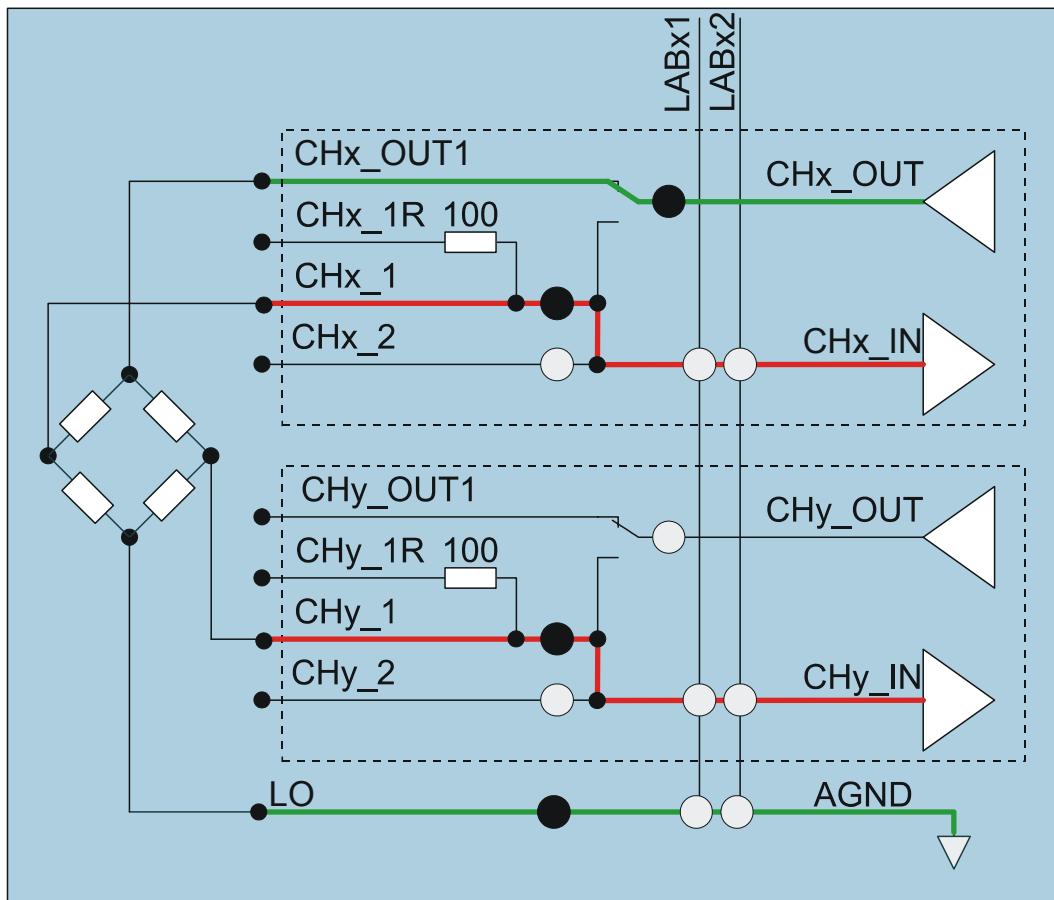 LABx1
LABx2
CHx_OUT1
CHx_OUT
CHx_1R 100
CHx_1
CHx_2
CHx_IN
CHy_OUT1
CHy_OUT
CHy_1R 100
CHy_1
CHy_2
CHy_IN
LO
AGND